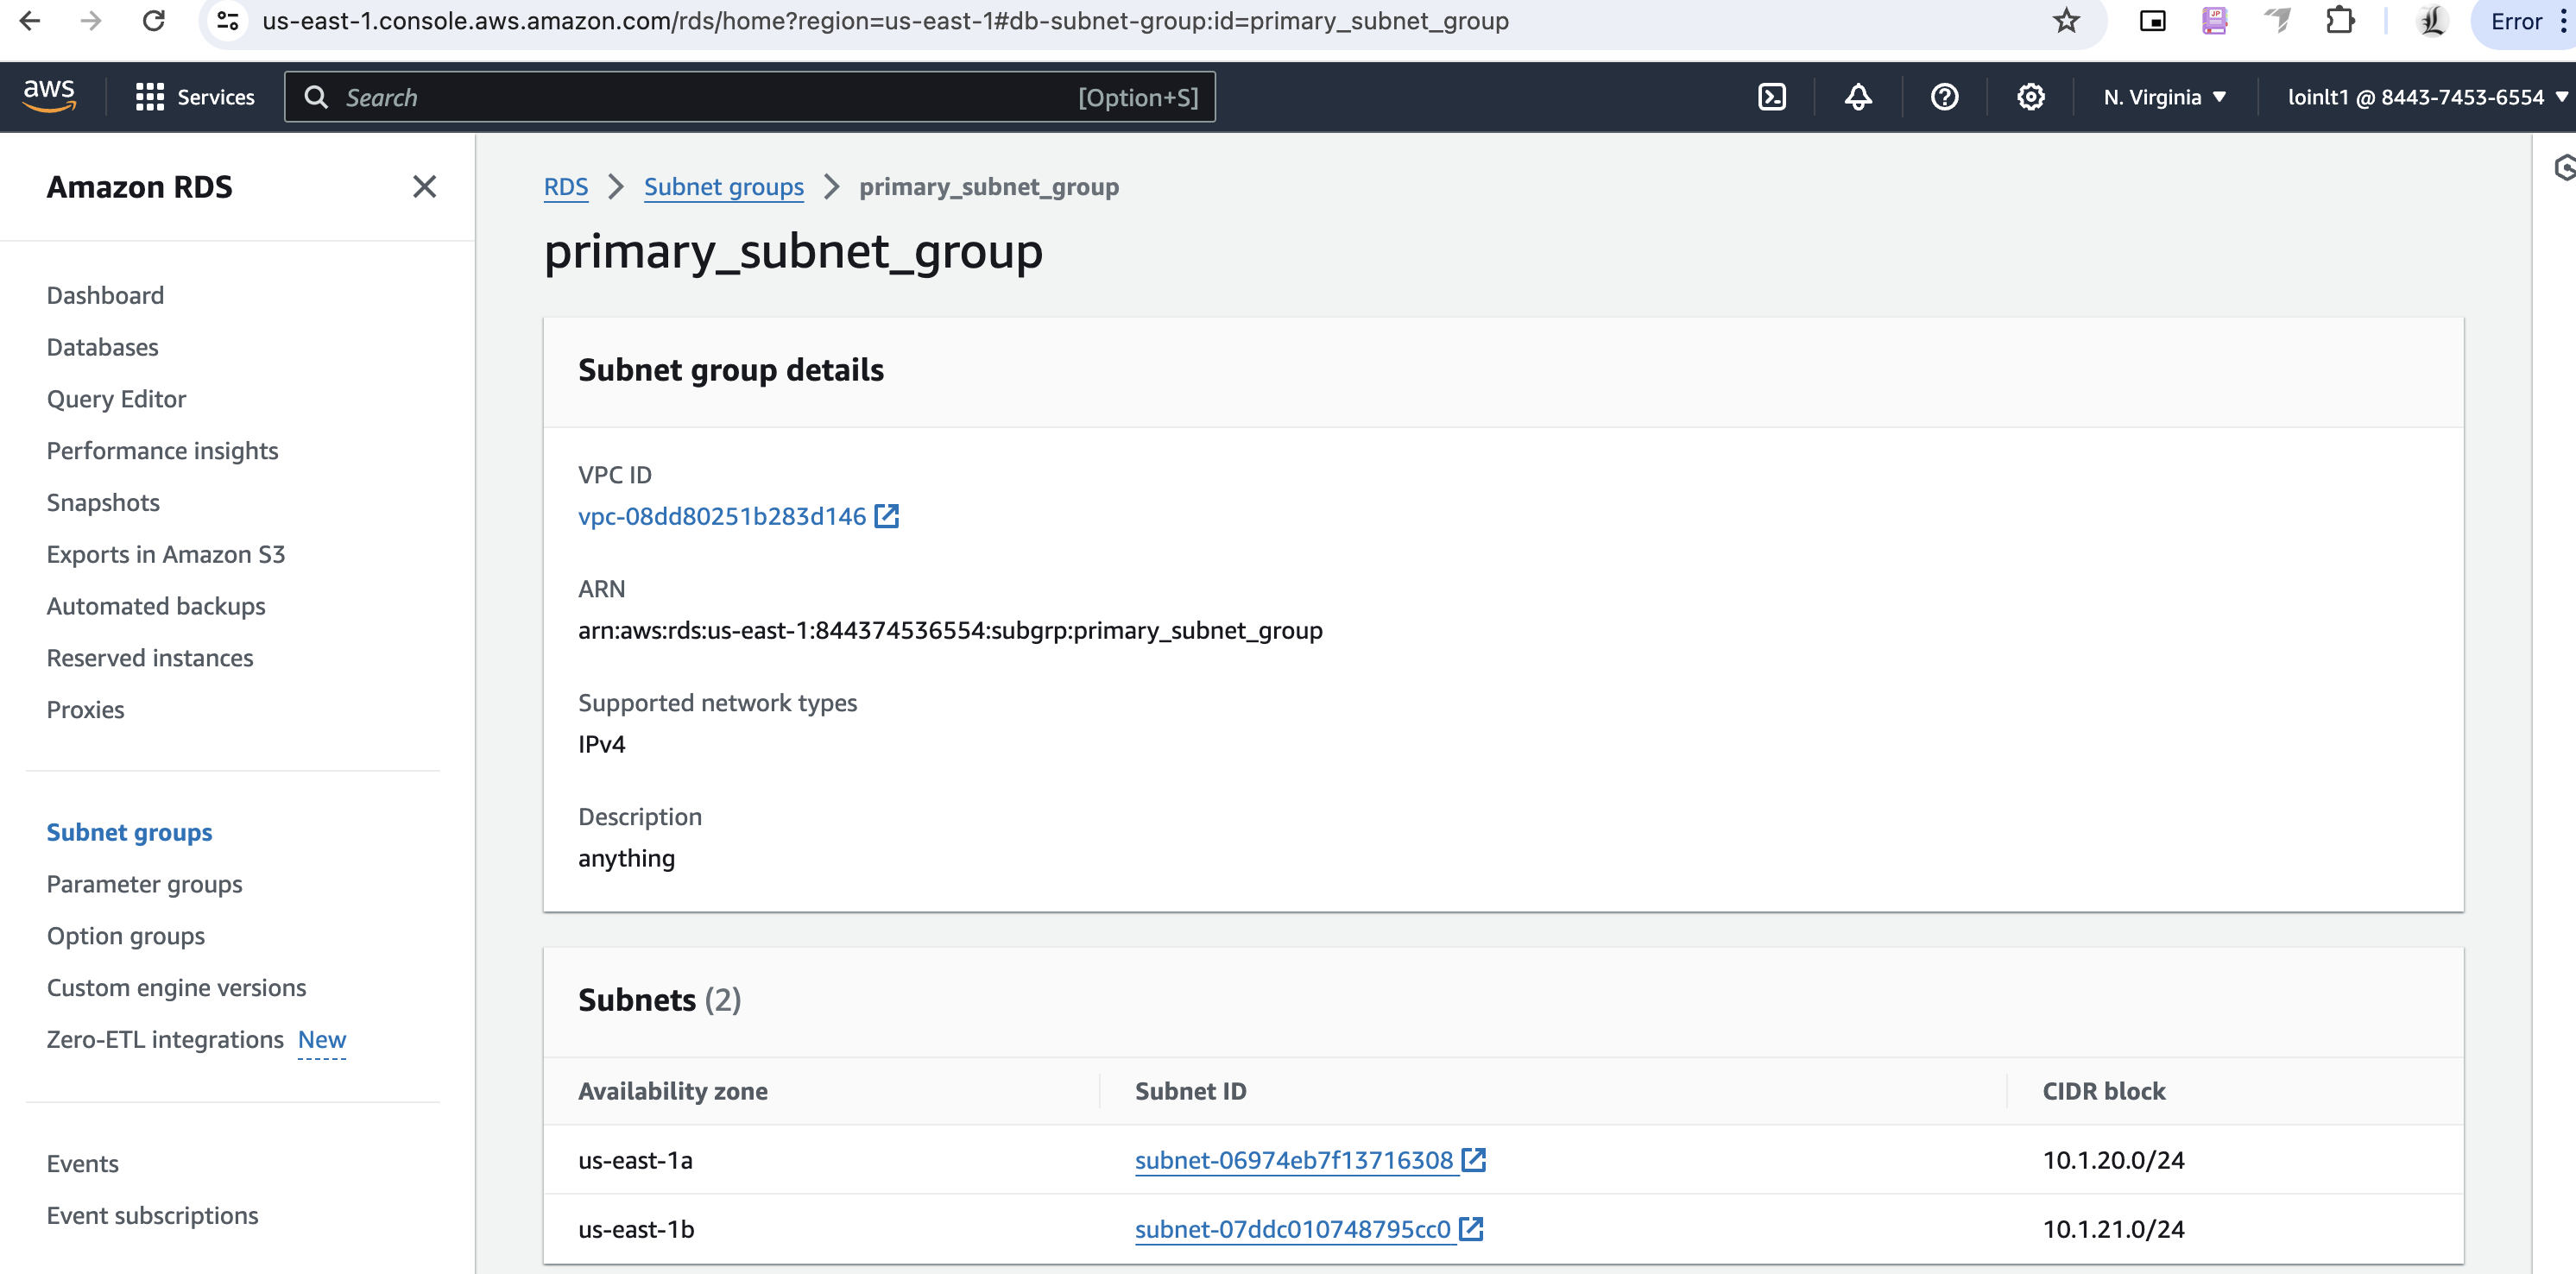 us-east-1.console.aws.amazon.com/rds/home?region=us-east-1#db-subnet-group:id=primary_subnet_group
Error
aws
Services
Search
[Option+S]
N. Virginia
loinlt1 @ 8443-7453-6554
Amazon RDS
Dashboard
Databases
Query Editor
Performance insights
Snapshots
Exports in Amazon S3
Automated backups
Reserved instances
Proxies
Subnet groups
Parameter groups
Option groups
Custom engine versions
Zero-ETL integrations New
Events
Event subscriptions
RDS > Subnet groups > primary_subnet_group
primary_subnet_group
Subnet group details
VPC ID
vpc-08dd80251b283d146
ARN
arn:aws:rds:us-east-1:844374536554:subgrp:primary_subnet_group
Supported network types
IPv4
Description
anything
Subnets (2)
Availability zone Subnet ID CIDR block
us-east-1a subnet-06974eb7f13716308 10.1.20.0/24
us-east-1b subnet-07ddc010748795cc0 10.1.21.0/24